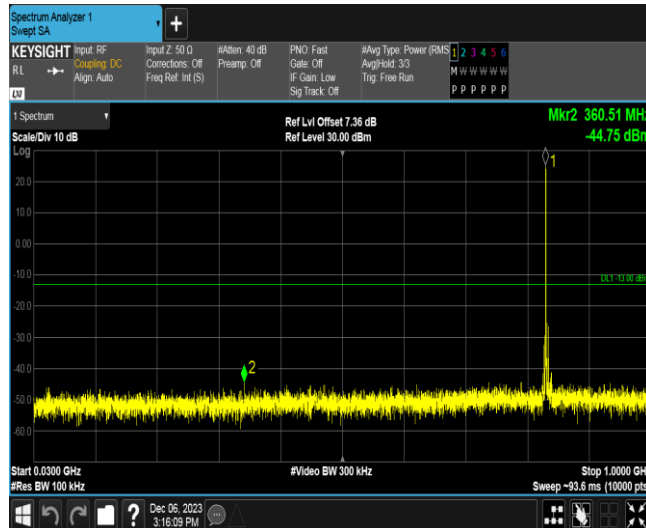 Spectrum Analyzer 1
Swept SA
+
KEYSIGHT Input: RF Input Z: 50 Ω #Atten: 40 dB PNO: Fast #Avg Type: Power (RMS 1 2 3 4 5 6
RL Coupling: DC Corrections: Off Preamp: Off Gate: Off Avg|Hold: 3/3 M W W W W W
Align: Auto Freq Ref: Int (S) IF Gain: Low Trig: Free Run
LXI Sig Track: Off P P P P P P
1 Spectrum Ref Lvl Offset 7.36 dB Mkr2 360.51 MHz
Scale/Div 10 dB Ref Level 30.00 dBm -44.75 dBm
Log
1
20.0
10.0
0.00
-10.0
DL1 -13.00 dBm
-20.0
-30.0
-40.0
2
-50.0
-60.0
Start 0.0300 GHz #Video BW 300 kHz Stop 1.0000 GHz
#Res BW 100 kHz Sweep ~93.6 ms (10000 pts
? Dec 06, 2023
3:16:09 PM